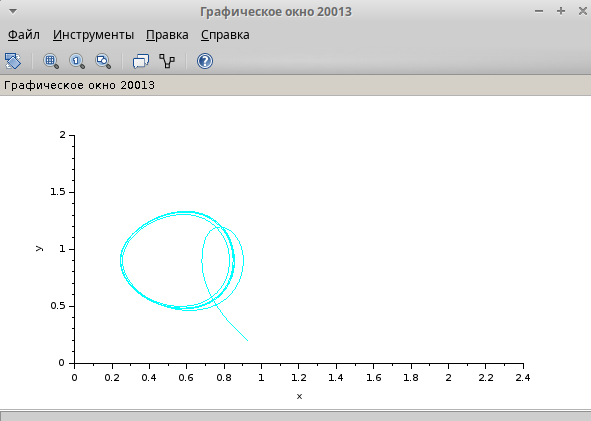 Графическое окно 20013
Файл Инструменты Правка Справка
Графическое окно 20013
2
1.5
y
1
0.5
0
0 0.2 0.4 0.6 0.8 1 1.2 1.4 1.6 1.8 2 2.2 2.4
x